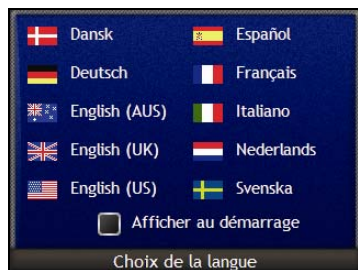 Dansk
Español
Deutsch
Français
English (AUS)
Italiano
English (UK)
Nederlands
English (US)
Svenska
Afficher au démarrage
Choix de la langue